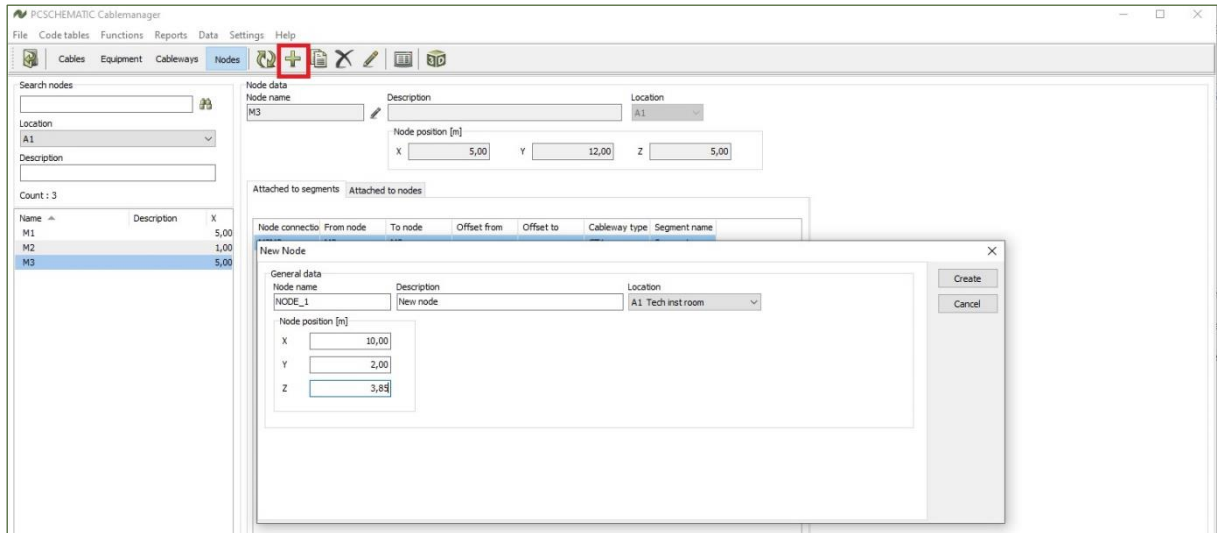 PCSCHEMATIC Cablemanager
File Code tables Functions Reports Data Settings Help
Cables Equipment Cableways Nodes
Search nodes
Location
A1
Description
Count : 3
Name Description X
M1 5,00
M2 1,00
M3 5,00
Node data
Node name Description Location
M3 A1
Node position [m]
X 5,00 Y 12,00 Z 5,00
Attached to segments Attached to nodes
Node connectio From node To node Offset from Offset to Cableway type Segment name
New Node
General data
Node name Description Location
NODE_1 New node A1 Tech inst room
Node position [m]
X 10,00
Y 2,00
Z 3,85
Create
Cancel